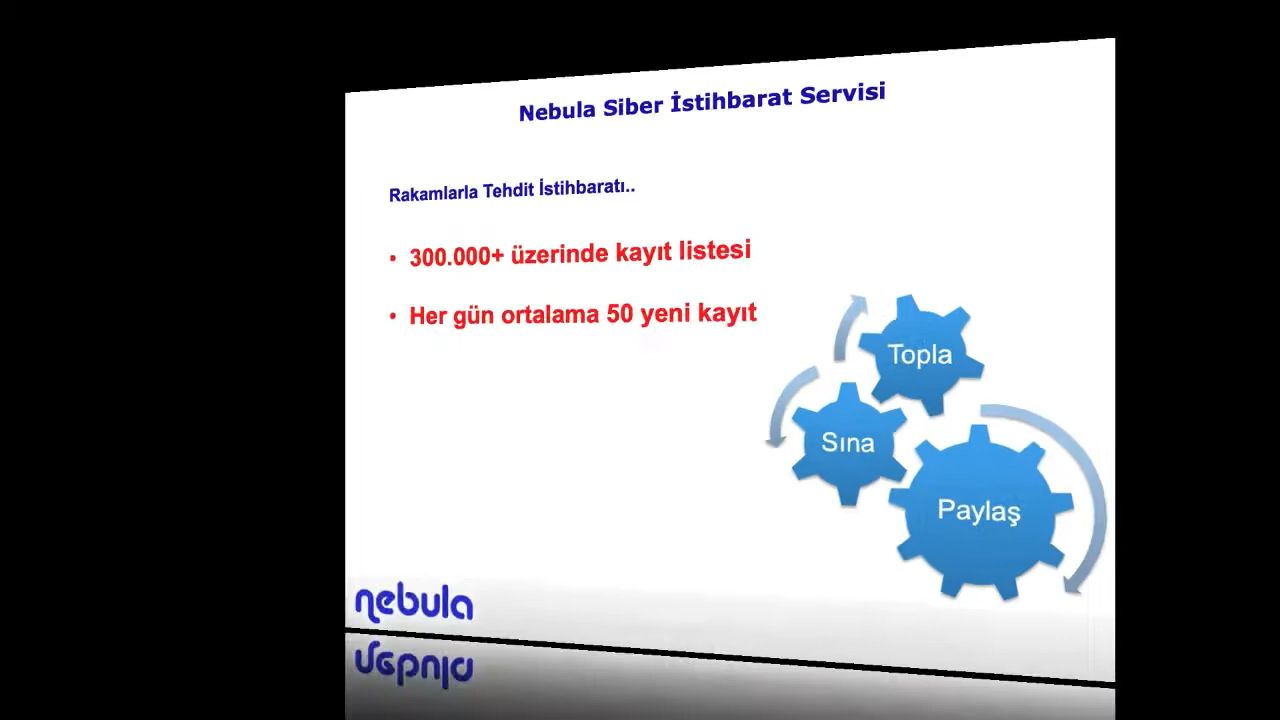 Nebula Siber İstihbarat Servisi
Rakamlarla Tehdit İstihbaratı..
• 300.000+ üzerinde kayıt listesi
• Her gün ortalama 50 yeni kayıt
Topla
Sına
Paylaş
nebula